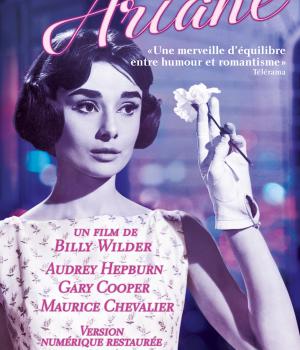 Ariane
« Une merveille d'équilibre
entre humour et romantisme»
Télérama
UN FILM DE
BILLY WILDER
AUDREY HEPBURN
GARY COOPER
MAURICE CHEVALIER
VERSION
NUMÉRIQUE RESTAURÉE